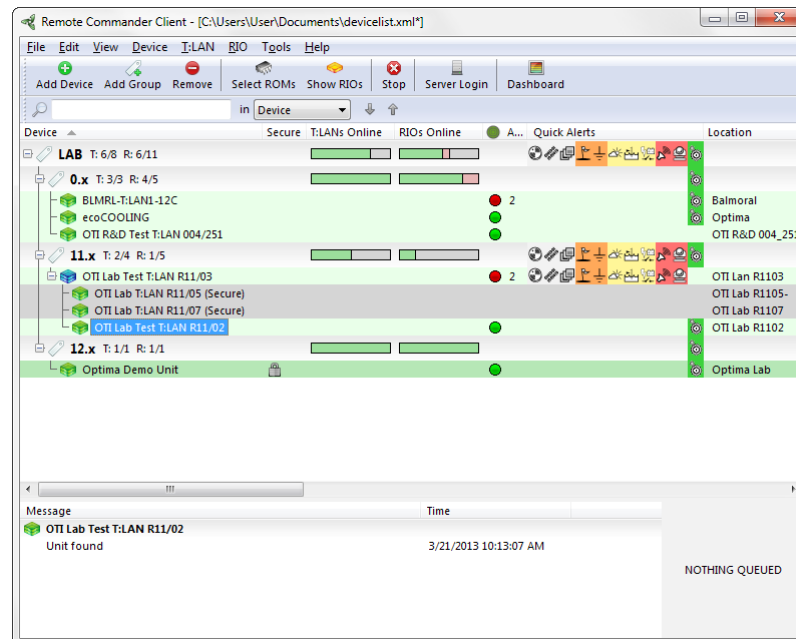 Remote Commander Client - [C:\Users\User\Documents\devicelist.xml*]
File Edit View Device T:LAN RIO Tools Help
Add Device Add Group Remove Select ROMs Show RIOs Stop Server Login Dashboard
in Device
Device Secure T:LANs Online RIOs Online A... Quick Alerts Location
LAB T: 6/8 R: 6/11
0.x T: 3/3 R: 4/5
BLMRL-T:LAN1-12C 2 Balmoral
ecoCOOLING Optima
OTI R&D Test T:LAN 004/251 OTI R&D 004_251
11.x T: 2/4 R: 1/5
OTI Lab Test T:LAN R11/03 2 OTI Lan R1103
OTI Lab T:LAN R11/05 (Secure) OTI Lab R1105-
OTI Lab T:LAN R11/07 (Secure) OTI Lab R1107
OTI Lab Test T:LAN R11/02 OTI Lab R1102
12.x T: 1/1 R: 1/1
Optima Demo Unit Optima Lab
Message Time
OTI Lab Test T:LAN R11/02
Unit found 3/21/2013 10:13:07 AM
NOTHING QUEUED